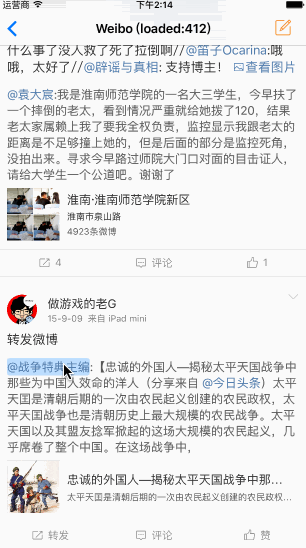 运营商 下午2:14
Weibo (loaded:412)
什么事了没人救了死了拉倒啊//@笛子Ocarina:哦
哦，太好了//@辟谣与真相: 支持博主! 查看图片
@袁大宸:我是淮南师范学院的一名大三学生，今早扶了
一个摔倒的老太，看到情况严重就给她拨了120，结果
老太家属赖上我了要我全权负责，监控显示我跟老太的
距离是不足够撞上她的，但是后面的部分是监控死角，
没拍出来。寻求今早路过师院大门口对面的目击证人，
请给大学生一个公道吧。谢谢了
淮南·淮南师范学院新区
淮南市泉山路
4923条微博
4 评论 1
做游戏的老G
15-9-09 来自 iPad mini
转发微博
@战争特典主编:【忠诚的外国人—揭秘太平天国战争中
那些为中国人效命的洋人（分享来自 @今日头条）太平
天囯是清朝后期的一次由农民起义创建的农民政权，太
平天囯战争也是清朝历史上最大规模的农民战争。太平
天国以及其盟友捻军掀起的这场大规模的农民起义，几
乎席卷了整个中国。在这场战争中，
忠诚的外国人—揭秘太平天国战争中那...
太平天囯是清朝后期的一次由农民起义创建的农民政权...
转发 评论 赞